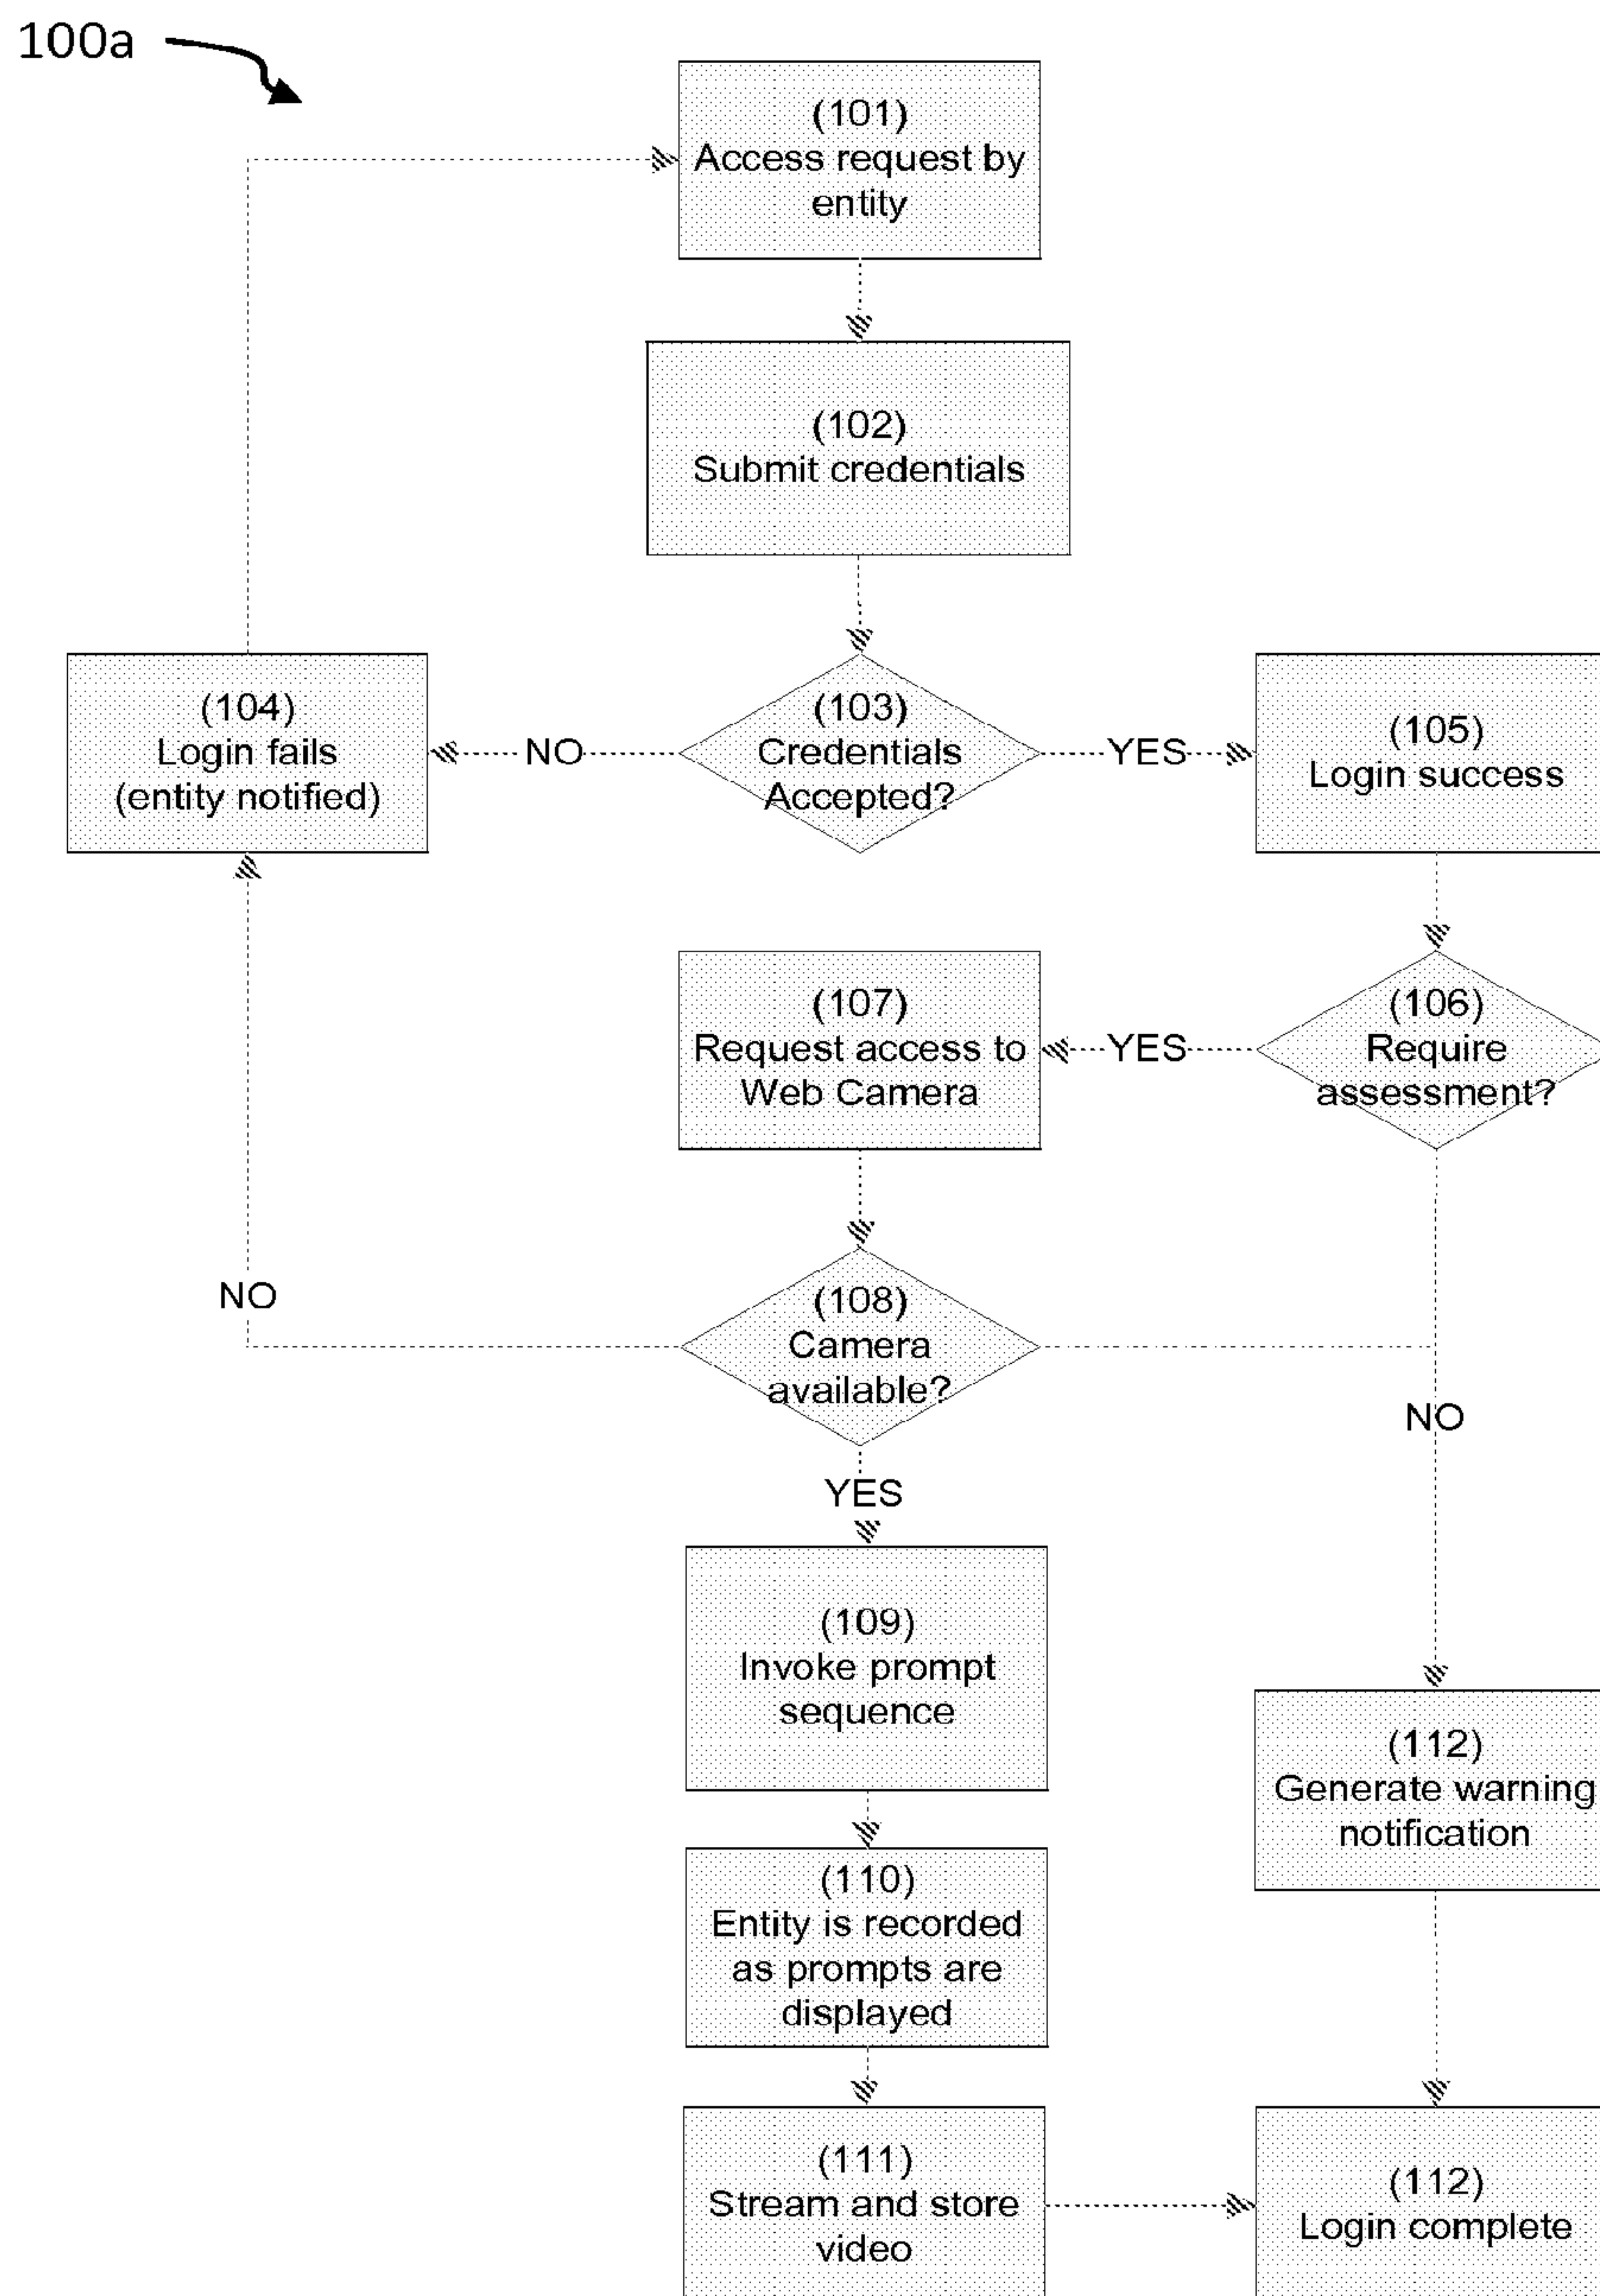 100a
(101)
Access request by
entity
(102)
Submit credentials
(104)
Login fails
(entity notified)
NO
(103)
Credentials
Accepted?
YES
(105)
Login success
(107)
Request access to
Web Camera
YES
(106)
Require
assessment?
NO
(108)
Camera
available?
NO
YES
(109)
Invoke prompt
sequence
(112)
Generate warning
notification
(110)
Entity is recorded
as prompts are
displayed
(111)
Stream and store
video
(112)
Login complete